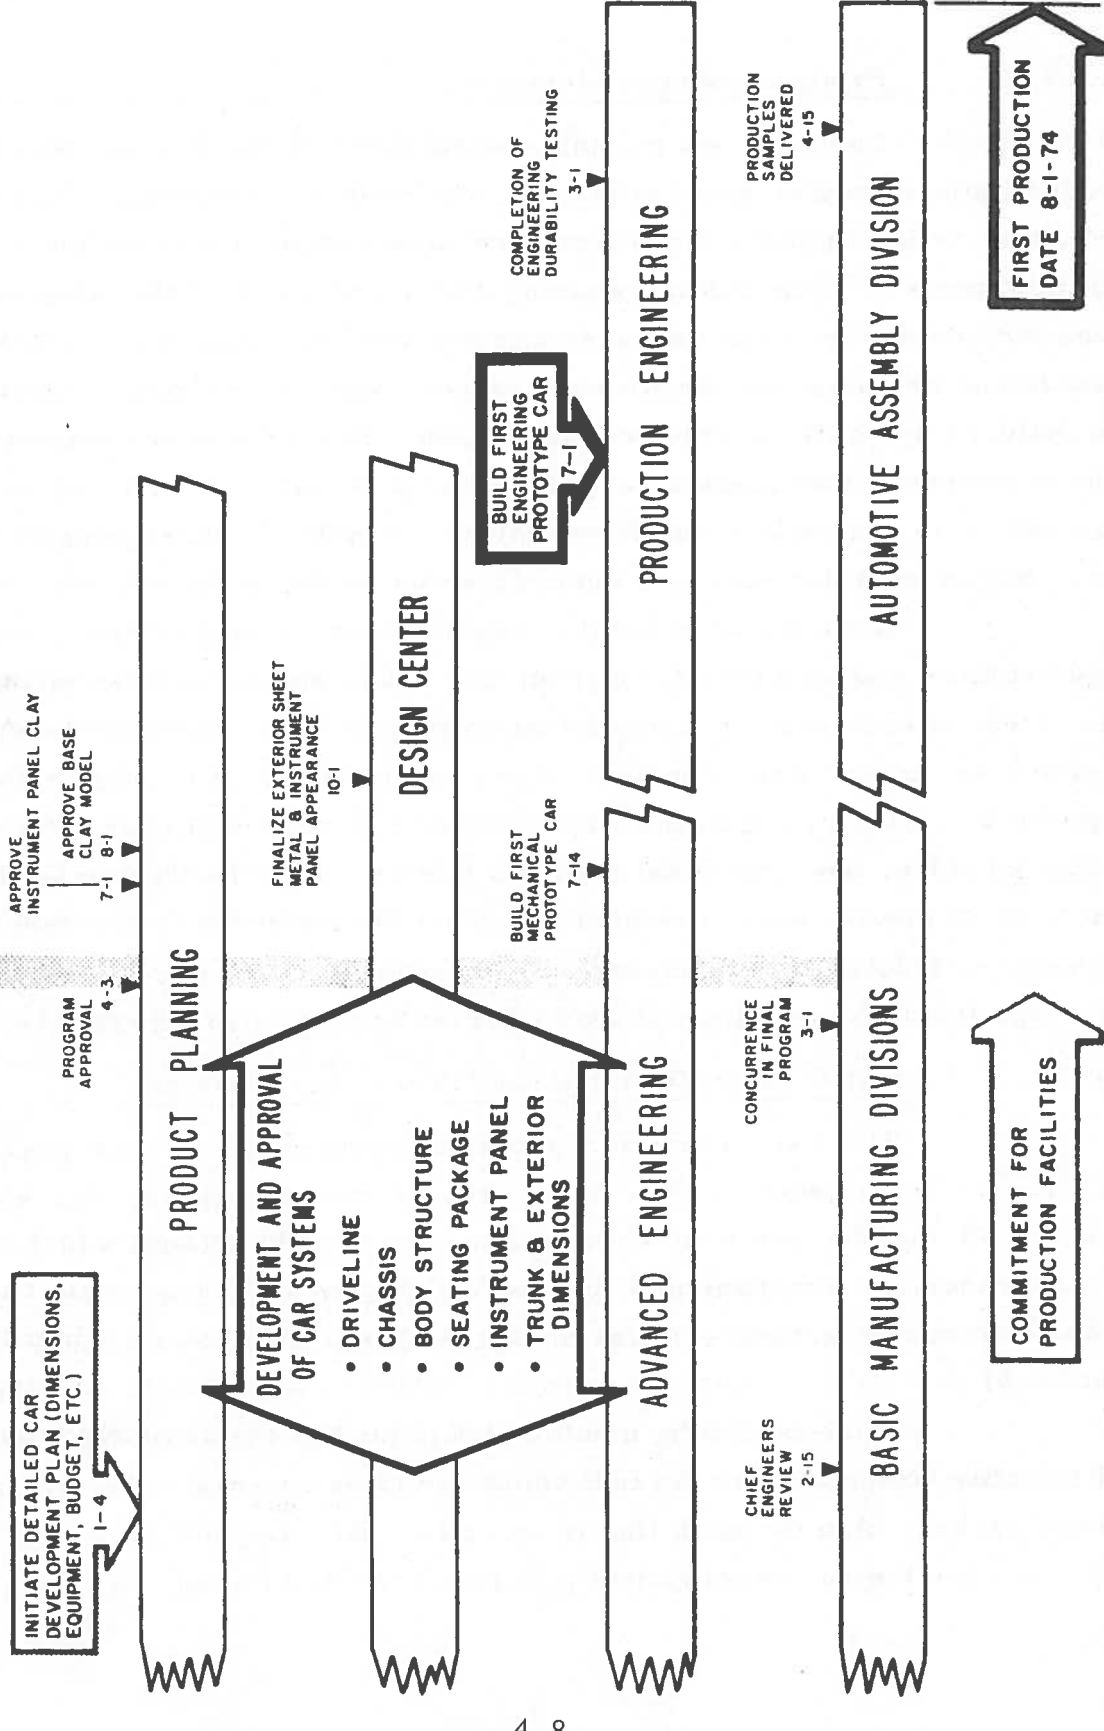 INITIATE DETAILED CAR
DEVELOPMENT PLAN (DIMENSIONS,
EQUIPMENT, BUDGET, ETC.)
1-4
PROGRAM
APPROVAL
4-3
APPROVE
INSTRUMENT PANEL CLAY
7-1
APPROVE BASE
CLAY MODEL
8-1
PRODUCT PLANNING
DEVELOPMENT AND APPROVAL
OF CAR SYSTEMS
• DRIVELINE
• CHASSIS
• BODY STRUCTURE
• SEATING PACKAGE
• INSTRUMENT PANEL
• TRUNK & EXTERIOR
DIMENSIONS
FINALIZE EXTERIOR SHEET
METAL & INSTRUMENT
PANEL APPEARANCE
10-1
DESIGN CENTER
BUILD FIRST
MECHANICAL
PROTOTYPE CAR
7-14
BUILD FIRST
ENGINEERING
PROTOTYPE CAR
7-1
COMPLETION OF
ENGINEERING
DURABILITY TESTING
3-1
ADVANCED ENGINEERING
PRODUCTION ENGINEERING
CHIEF
ENGINEERS
REVIEW
2-15
CONCURRENCE
IN FINAL
PROGRAM
3-1
PRODUCTION
SAMPLES
DELIVERED
4-15
BASIC MANUFACTURING DIVISIONS
AUTOMOTIVE ASSEMBLY DIVISION
COMMITMENT FOR
PRODUCTION FACILITIES
FIRST PRODUCTION
DATE 8-1-74